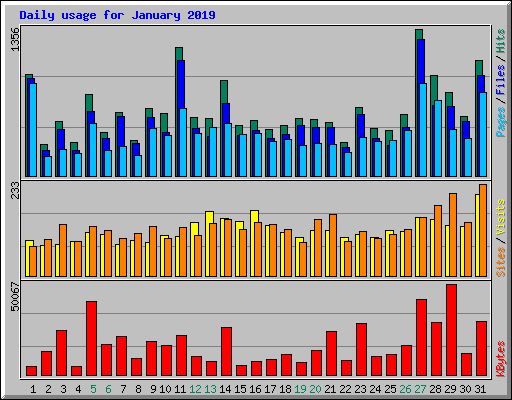 Daily usage for January 2019
1356
Pages / Files / Hits
233
Sites / Visits
50067
KBytes
1 2 3 4 5 6 7 8 9 10 11 12 13 14 15 16 17 18 19 20 21 22 23 24 25 26 27 28 29 30 31